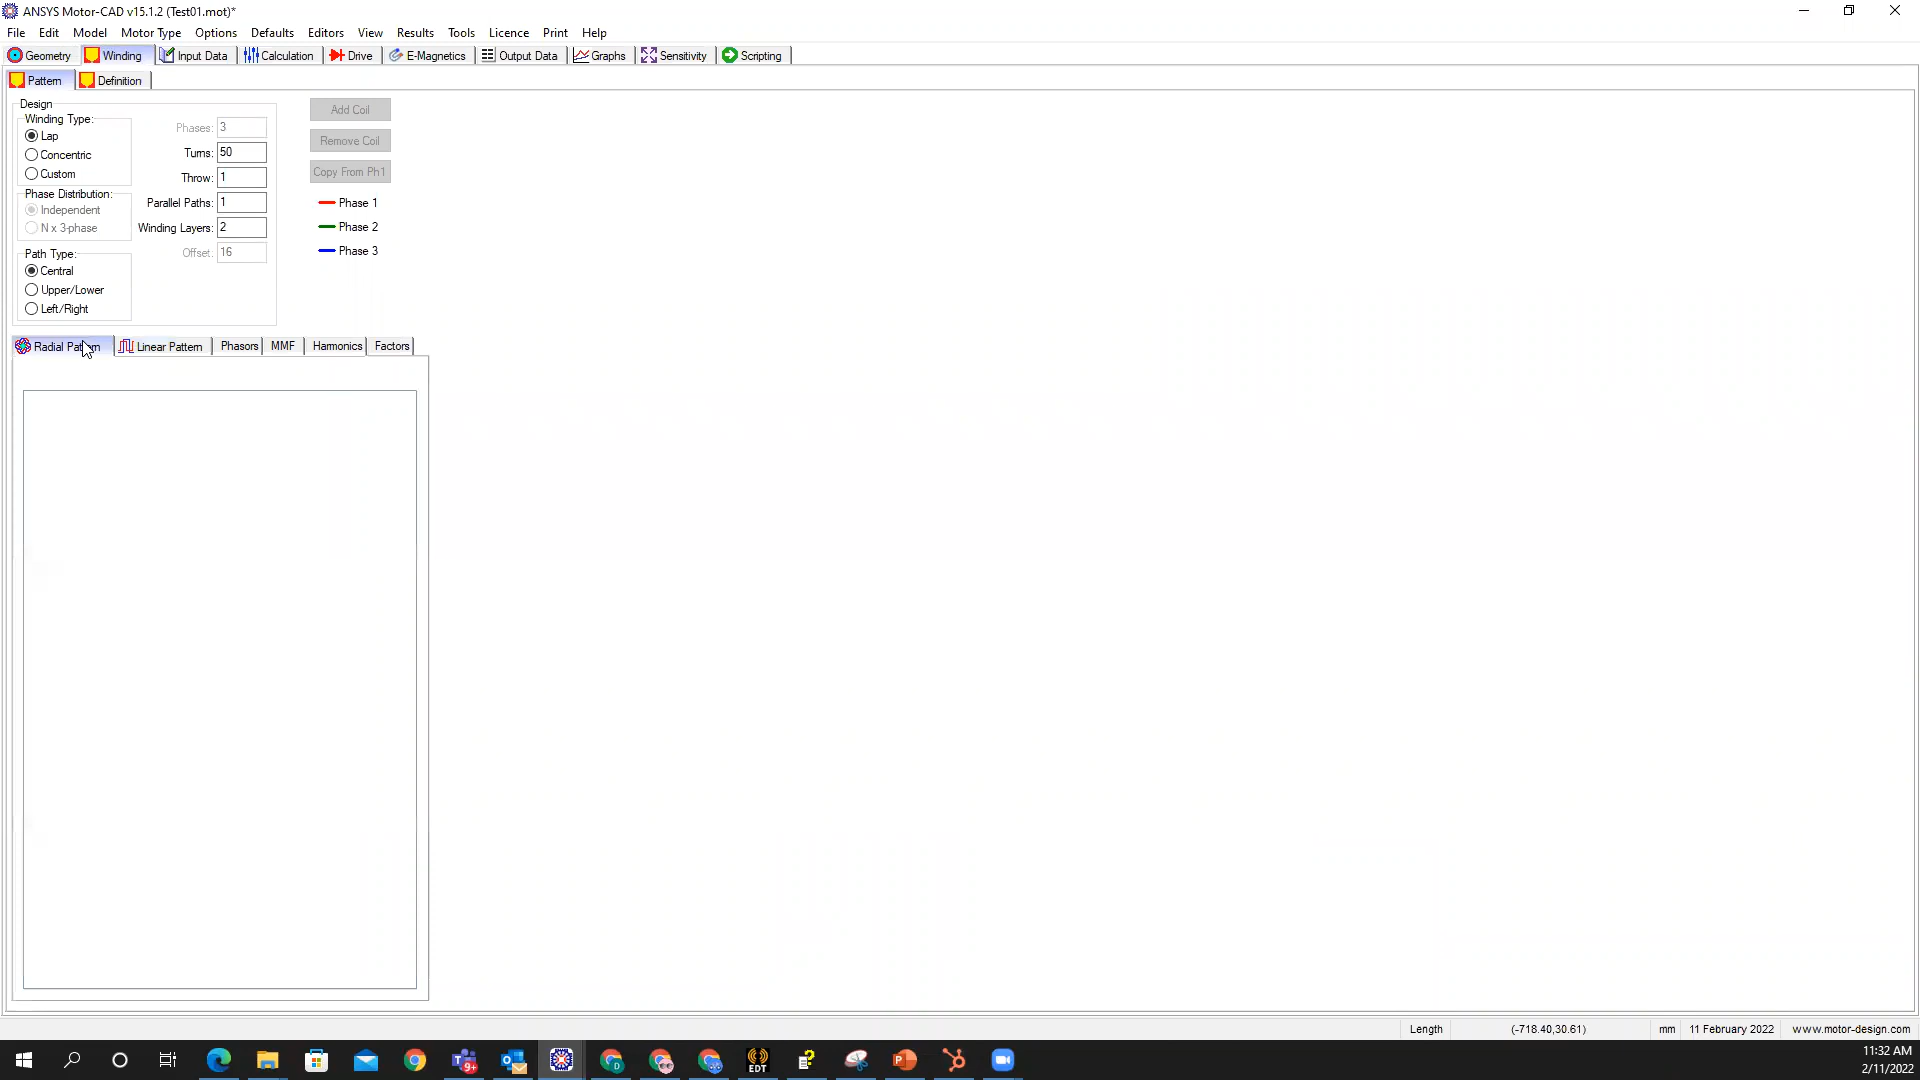 ANSYS Motor-CAD v15.1.2 (Test01.mot)*
File Edit Model Motor Type Options Defaults Editors View Results Tools Licence Print Help
Geometry Winding Input Data Calculation Drive E-Magnetics Output Data Graphs Sensitivity Scripting
Pattern Definition
Design
Winding Type:
Lap
Concentric
Custom
Phase Distribution:
Independent
N x 3-phase
Path Type:
Central
Upper/Lower
Left/Right
Phases: 3
Turns: 50
Throw: 1
Parallel Paths: 1
Winding Layers: 2
Offset: 16
Add Coil
Remove Coil
Copy From Ph1
Phase 1
Phase 2
Phase 3
Radial Pattern Linear Pattern Phasors MMF Harmonics Factors
Length (-718.40,30.61) mm 11 February 2022 www.motor-design.com
9+
D
EDT
11:32 AM
2/11/2022